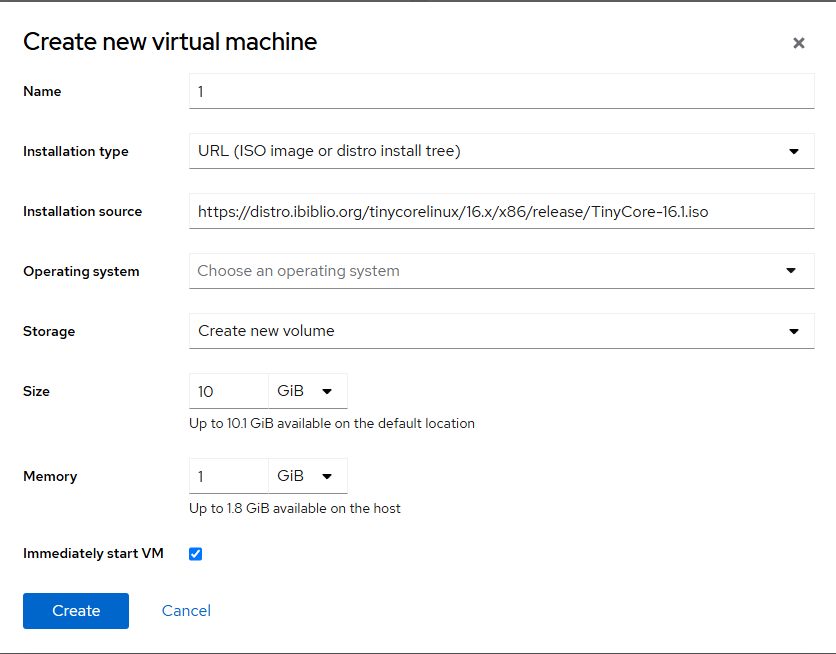 Create new virtual machine
Name 1
Installation type URL (ISO image or distro install tree)
Installation source https://distro.ibiblio.org/tinycorelinux/16.x/x86/release/TinyCore-16.1.iso
Operating system Choose an operating system
Storage Create new volume
Size 10 GiB
Up to 10.1 GiB available on the default location
Memory 1 GiB
Up to 1.8 GiB available on the host
Immediately start VM
Create Cancel